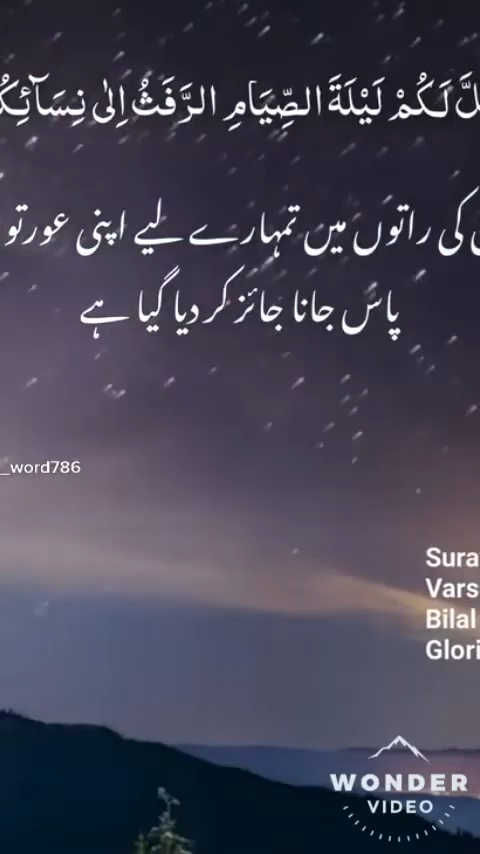 لَّ لَكُمْ لَيْلَةَ الصِّيَامِ الرَّفَثُ اِلٰى نِسَآئِكُ
کی راتوں میں تمہارے لیے اپنی عورتو
پاس جانا جائز کر دیا گیا ہے
_word786
Sura
Vars
Bilal
Glori
WONDER
VIDEO